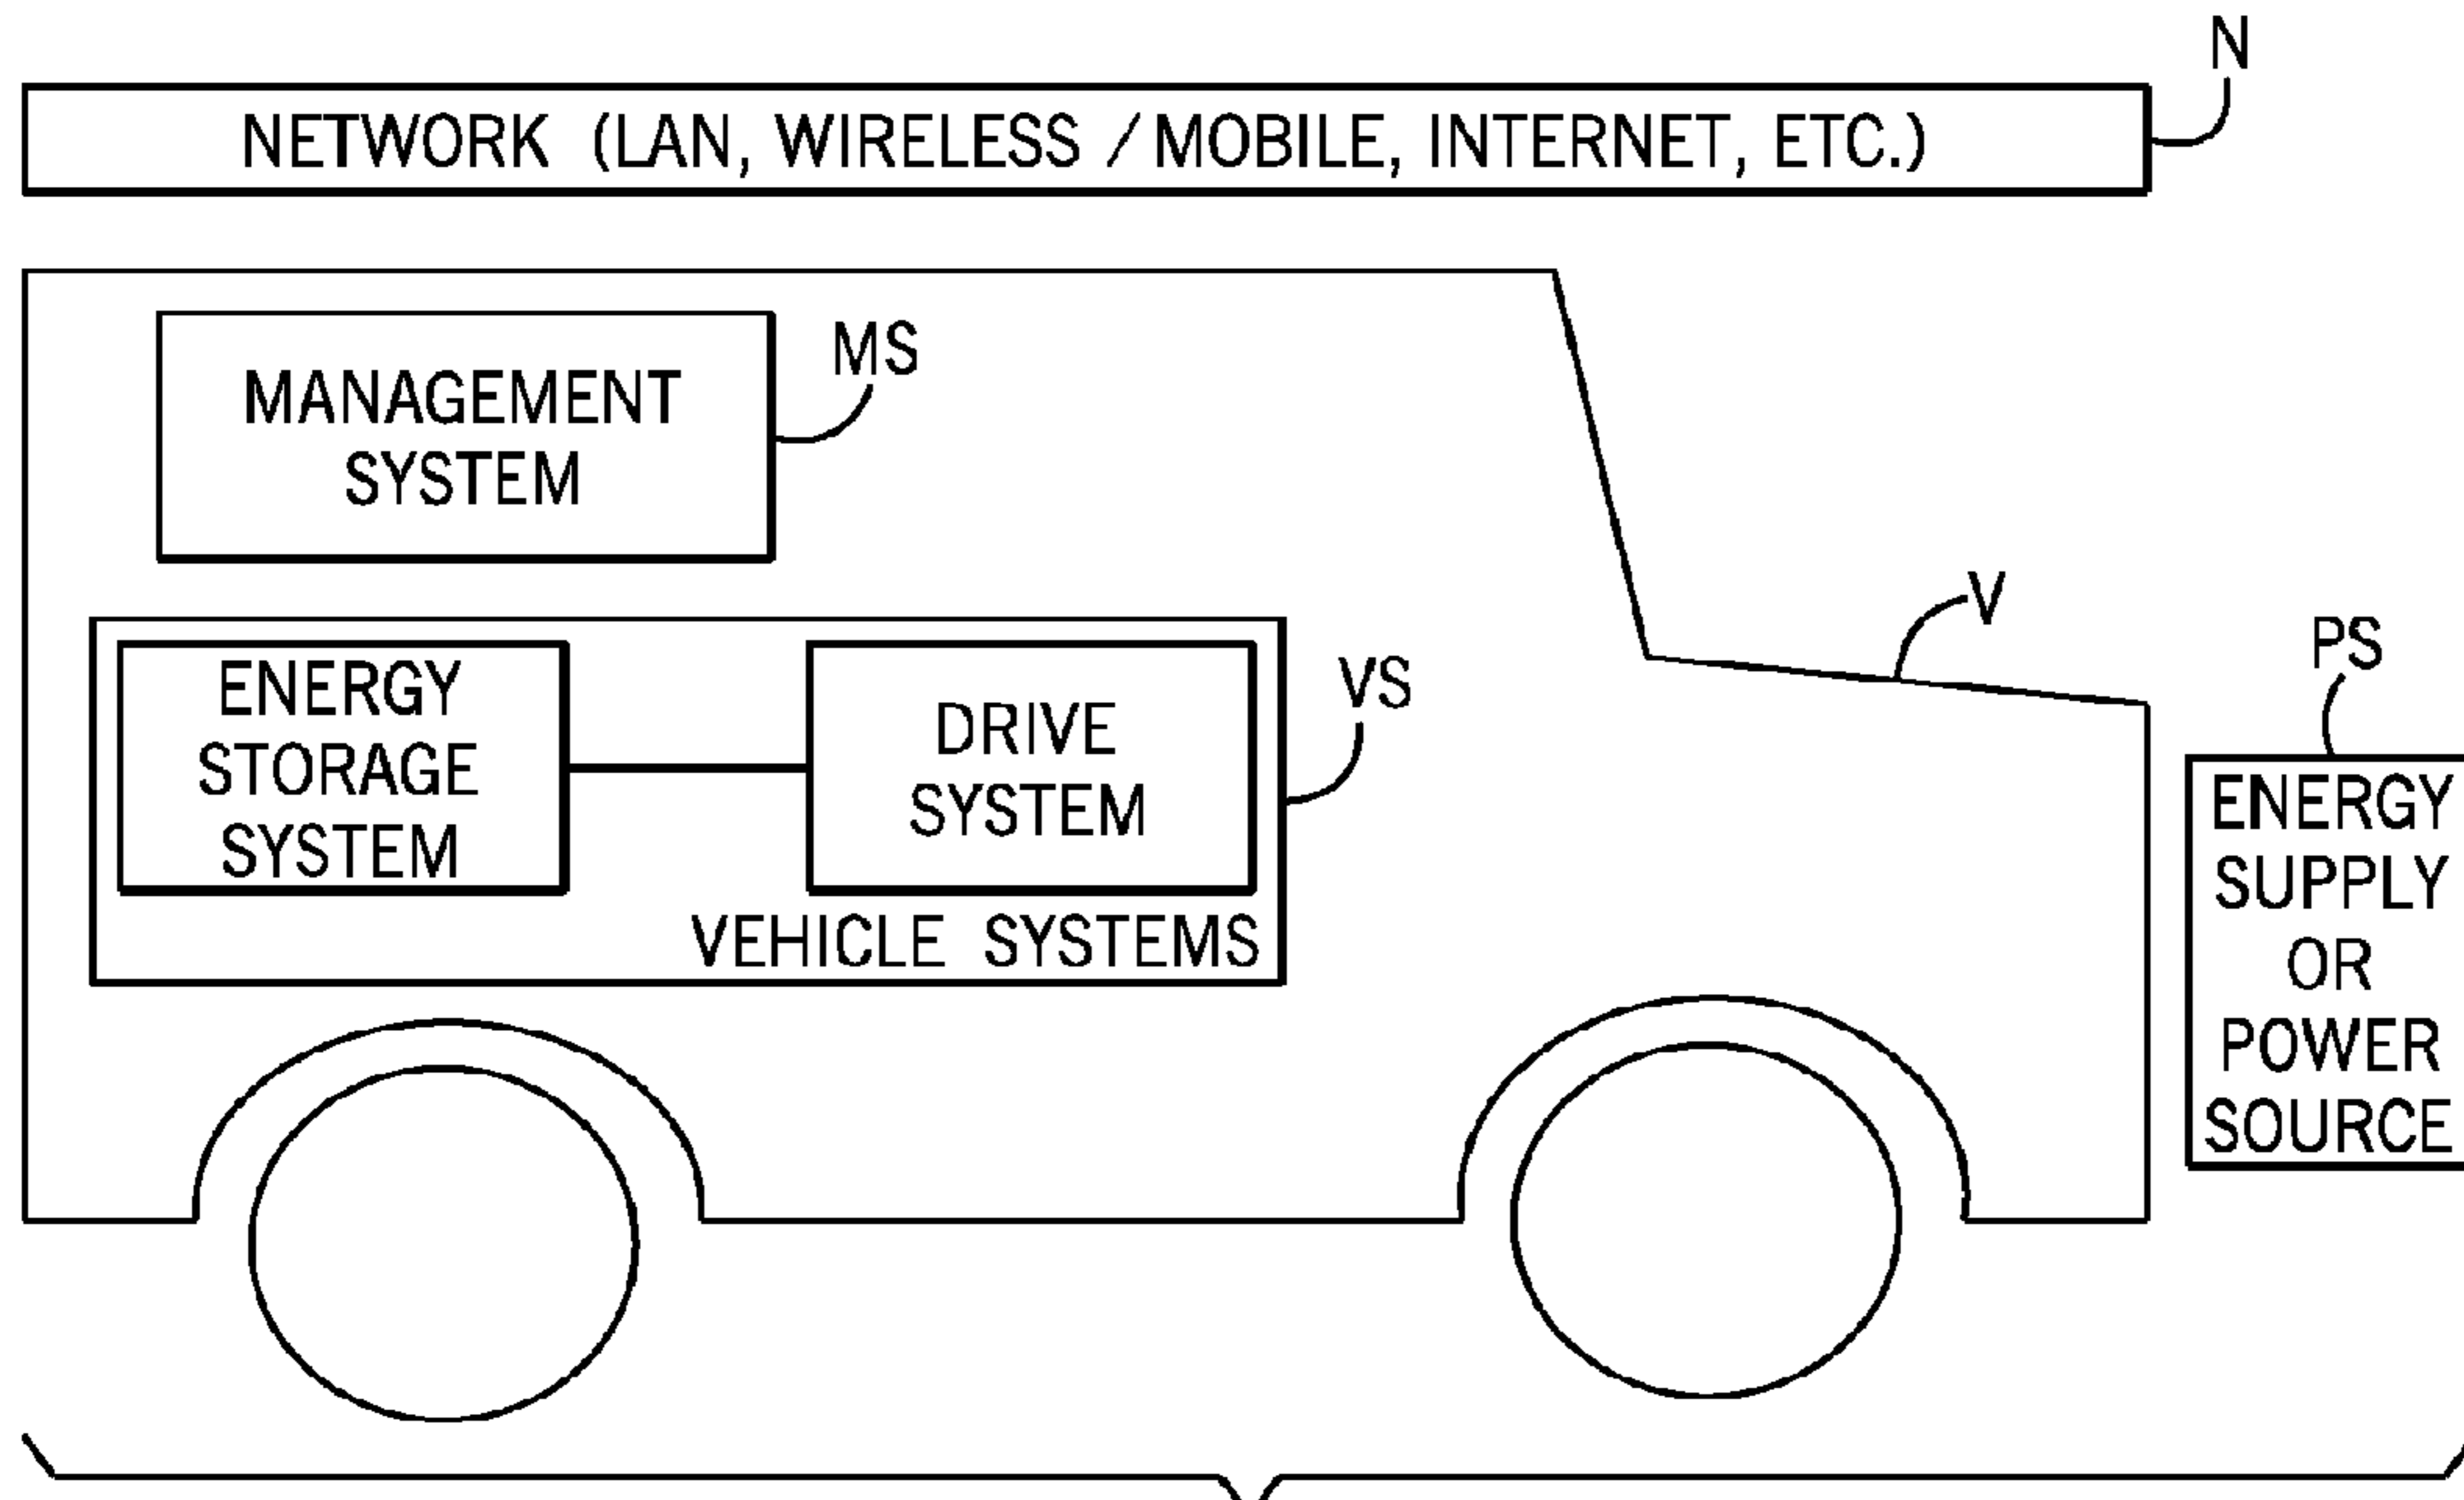 N
NETWORK (LAN, WIRELESS / MOBILE, INTERNET, ETC.)
MANAGEMENT
SYSTEM
MS
ENERGY
STORAGE
SYSTEM
DRIVE
SYSTEM
VEHICLE SYSTEMS
VS
V
PS
ENERGY
SUPPLY
OR
POWER
SOURCE